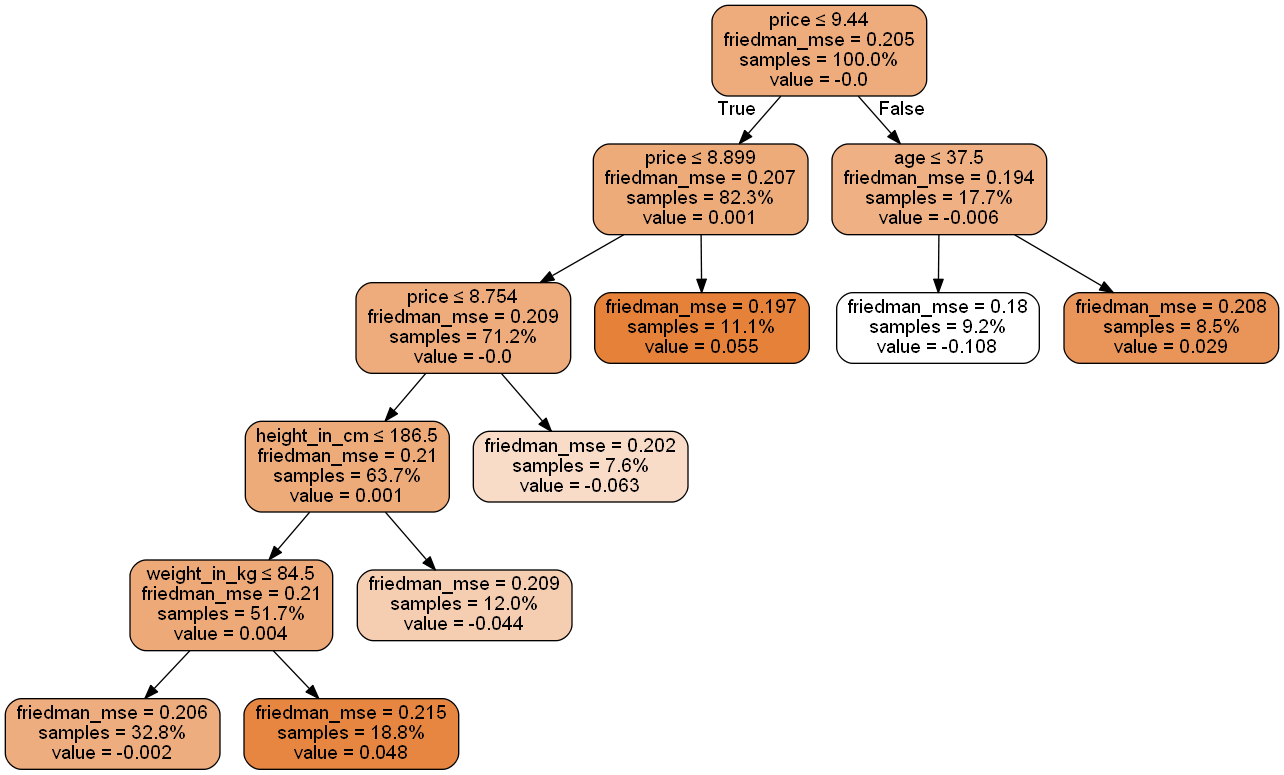 price ≤ 9.44
friedman_mse = 0.205
samples = 100.0%
value = -0.0
True
False
price ≤ 8.899
friedman_mse = 0.207
samples = 82.3%
value = 0.001
age ≤ 37.5
friedman_mse = 0.194
samples = 17.7%
value = -0.006
price ≤ 8.754
friedman_mse = 0.209
samples = 71.2%
value = -0.0
friedman_mse = 0.197
samples = 11.1%
value = 0.055
friedman_mse = 0.18
samples = 9.2%
value = -0.108
friedman_mse = 0.208
samples = 8.5%
value = 0.029
height_in_cm ≤ 186.5
friedman_mse = 0.21
samples = 63.7%
value = 0.001
friedman_mse = 0.202
samples = 7.6%
value = -0.063
weight_in_kg ≤ 84.5
friedman_mse = 0.21
samples = 51.7%
value = 0.004
friedman_mse = 0.209
samples = 12.0%
value = -0.044
friedman_mse = 0.206
samples = 32.8%
value = -0.002
friedman_mse = 0.215
samples = 18.8%
value = 0.048